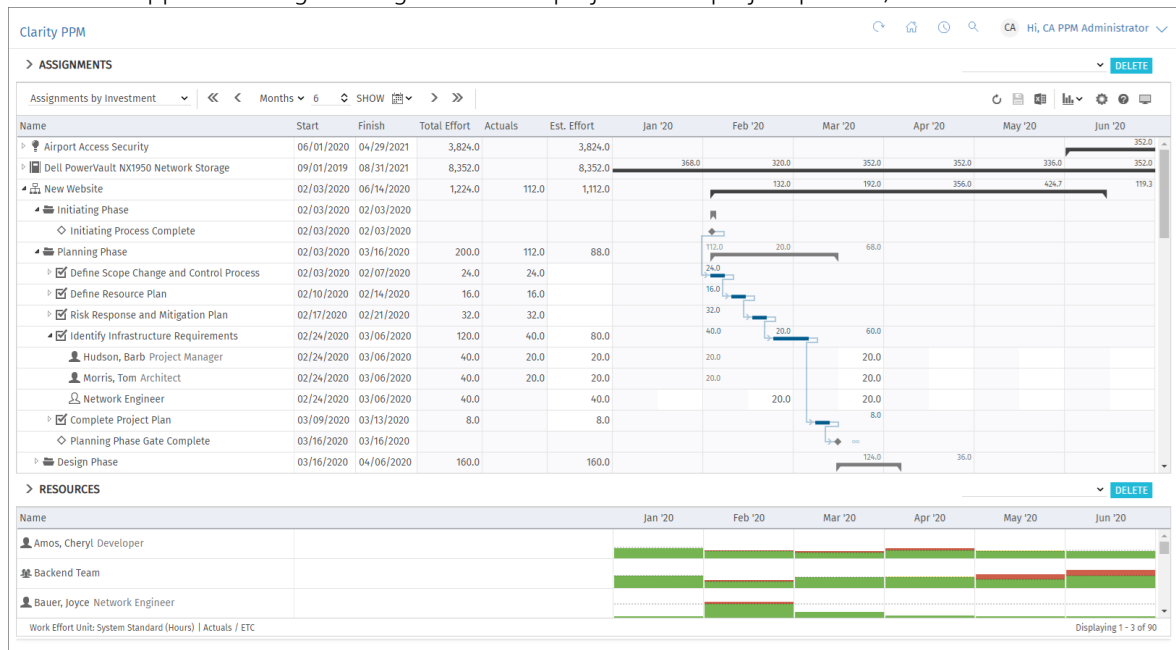 Clarity PPM
CA Hi, CA PPM Administrator
> ASSIGNMENTS DELETE
Assignments by Investment Months 6 SHOW
Name Start Finish Total Effort Actuals Est. Effort Jan '20 Feb '20 Mar '20 Apr '20 May '20 Jun '20
Airport Access Security 06/01/2020 04/29/2021 3,824.0 3,824.0 352.0
Dell PowerVault NX1950 Network Storage 09/01/2019 08/31/2021 8,352.0 8,352.0 368.0 320.0 352.0 352.0 336.0 352.0
New Website 02/03/2020 06/14/2020 1,224.0 112.0 1,112.0 132.0 192.0 356.0 424.7 119.3
Initiating Phase 02/03/2020 02/03/2020
Initiating Process Complete 02/03/2020 02/03/2020
Planning Phase 02/03/2020 03/16/2020 200.0 112.0 88.0 112.0 20.0 68.0
Define Scope Change and Control Process 02/03/2020 02/07/2020 24.0 24.0 24.0
Define Resource Plan 02/10/2020 02/14/2020 16.0 16.0 16.0
Risk Response and Mitigation Plan 02/17/2020 02/21/2020 32.0 32.0 32.0
Identify Infrastructure Requirements 02/24/2020 03/06/2020 120.0 40.0 80.0 40.0 20.0 60.0
Hudson, Barb Project Manager 02/24/2020 03/06/2020 40.0 20.0 20.0 20.0 20.0
Morris, Tom Architect 02/24/2020 03/06/2020 40.0 20.0 20.0 20.0 20.0
Network Engineer 02/24/2020 03/06/2020 40.0 40.0 20.0 20.0
Complete Project Plan 03/09/2020 03/13/2020 8.0 8.0 8.0
Planning Phase Gate Complete 03/16/2020 03/16/2020
Design Phase 03/16/2020 04/06/2020 160.0 160.0 124.0 36.0
> RESOURCES DELETE
Name Jan '20 Feb '20 Mar '20 Apr '20 May '20 Jun '20
Amos, Cheryl Developer
Backend Team
Bauer, Joyce Network Engineer
Work Effort Unit: System Standard (Hours) | Actuals / ETC Displaying 1 - 3 of 90